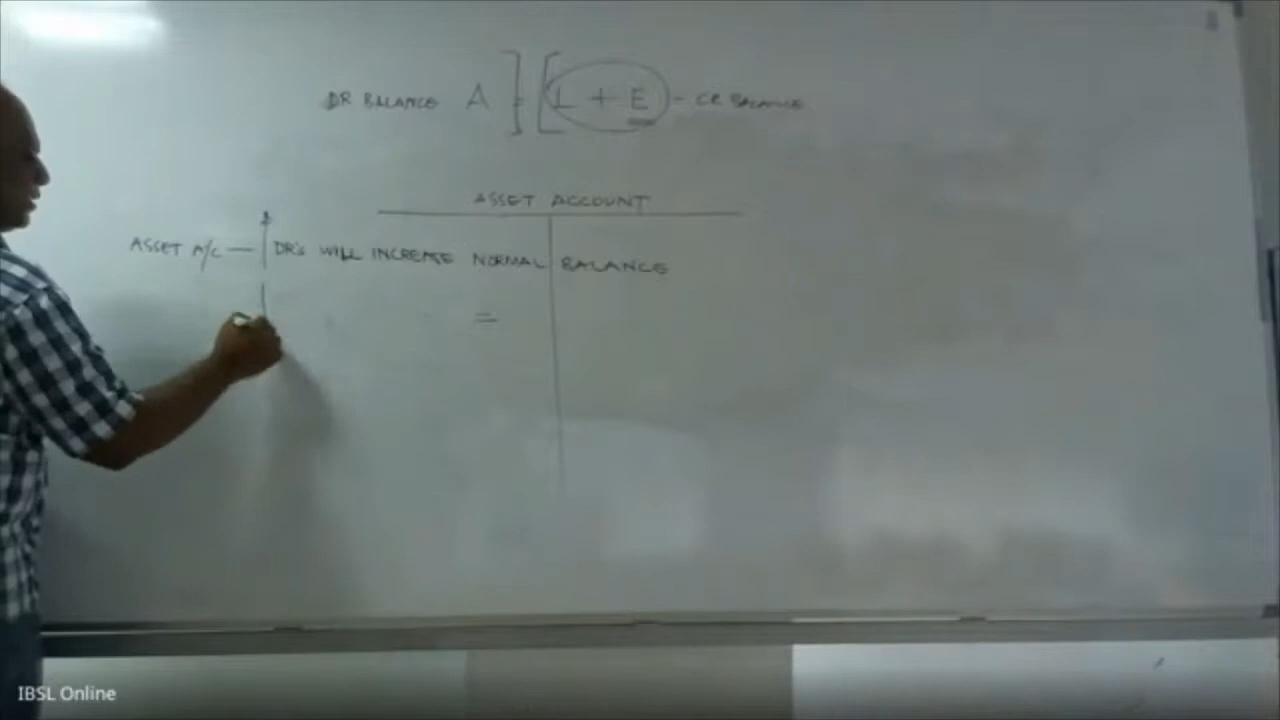 DR BALANCE A ] = [ L + E - CR BALANCE
ASSET ACCOUNT
ASSET A/C — DR'S WILL INCREASE NORMAL BALANCE
=
IBSL Online